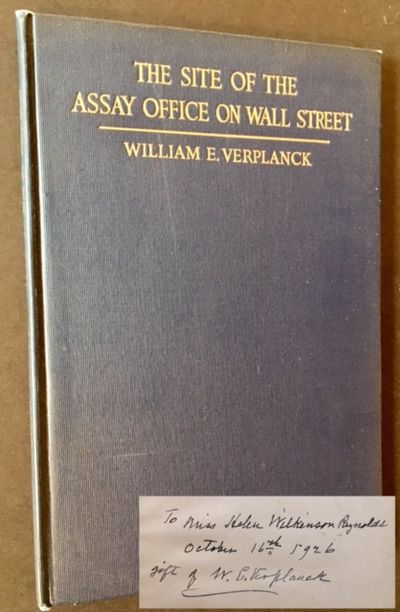 THE SITE OF THE
ASSAY OFFICE ON WALL STREET
WILLIAM E. VERPLANCK
To Miss Helen Wilkinson Reynolds
October 16th 1926
gift of W. E. Verplanck